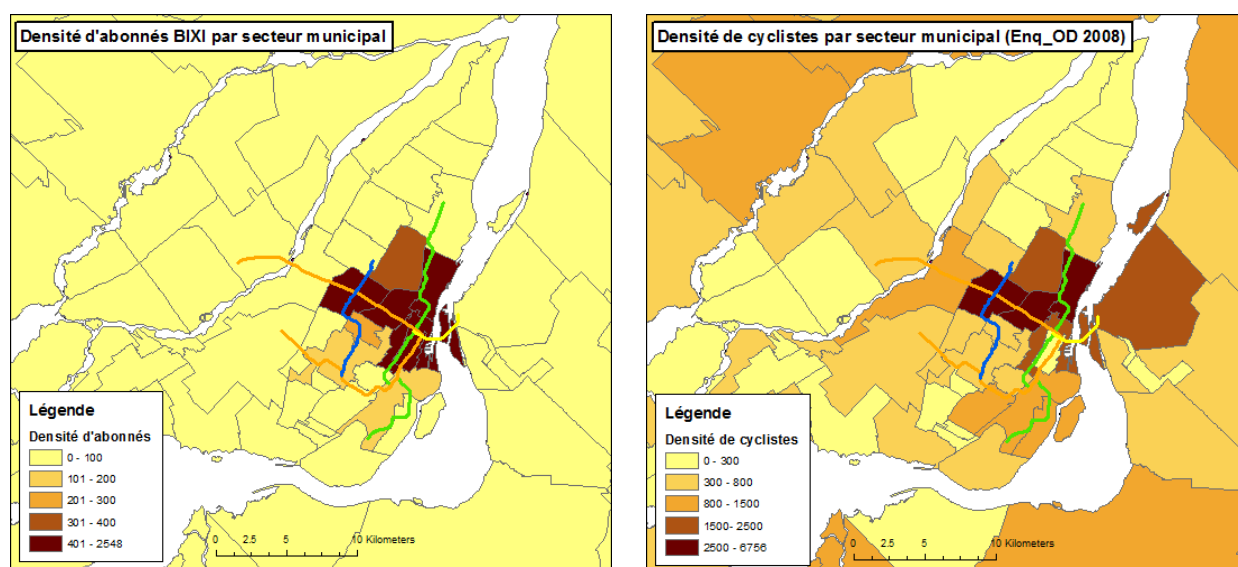 Densité d'abonnés BIXI par secteur municipal
Légende
Densité d'abonnés
0 - 100
101 - 200
201 - 300
301 - 400
401 - 2548
0 2.5 5 10 Kilometers
Densité de cyclistes par secteur municipal (Enq_OD 2008)
Légende
Densité de cyclistes
0 - 300
300 - 800
800 - 1500
1500- 2500
2500 - 6756
0 2.5 5 10 Kilometers